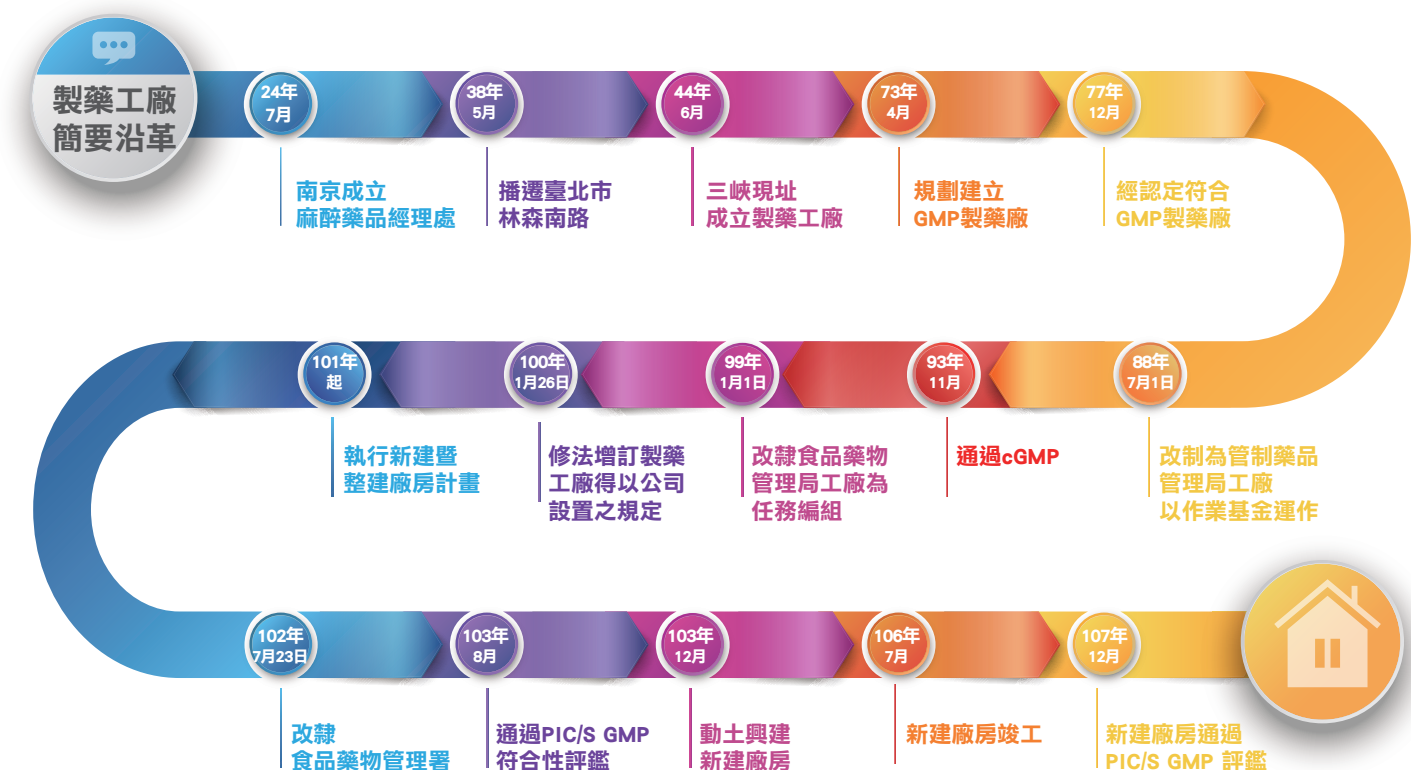 製藥工廠
簡要沿革
24年
7月
南京成立
麻醉藥品經理處
38年
5月
播遷臺北市
林森南路
44年
6月
三峽現址
成立製藥工廠
73年
4月
規劃建立
GMP製藥廠
77年
12月
經認定符合
GMP製藥廠
88年
7月1日
改制為管制藥品
管理局工廠
以作業基金運作
93年
11月
通過cGMP
99年
1月1日
改隸食品藥物
管理局工廠為
任務編組
100年
1月26日
修法增訂製藥
工廠得以公司
設置之規定
101年
起
執行新建暨
整建廠房計畫
102年
7月23日
改隸
食品藥物管理署
103年
8月
通過PIC/S GMP
符合性評鑑
103年
12月
動土興建
新建廠房
106年
7月
新建廠房竣工
107年
12月
新建廠房通過
PIC/S GMP 評鑑